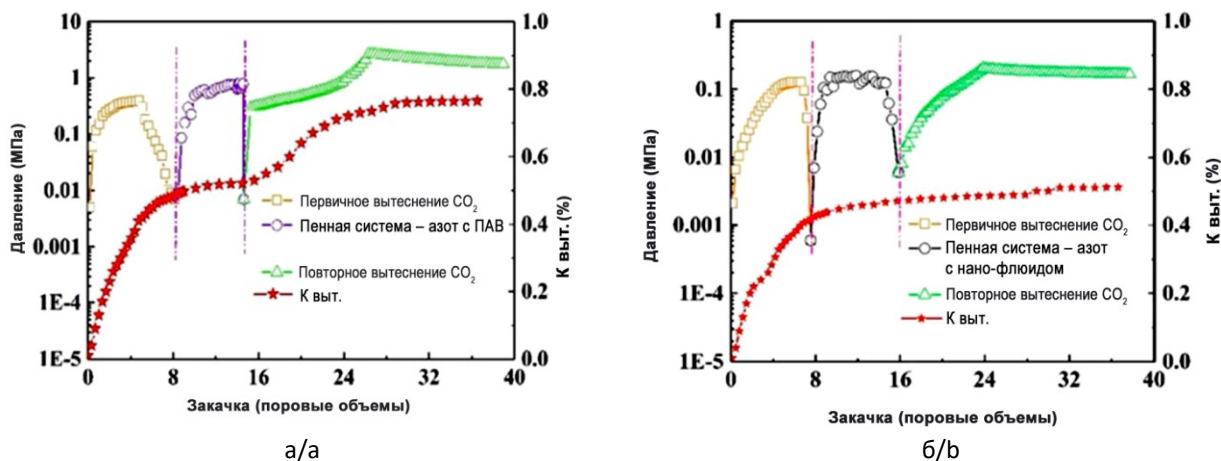 10
1
0.1
0.01
0.001
1E-4
1E-5
Давление (МПа)
1.0
0.8
0.6
0.4
0.2
0.0
К выт. (%)
Первичное вытеснение CO₂
Пенная система – азот с ПАВ
Повторное вытеснение CO₂
К выт.
0 8 16 24 32 40
Закачка (поровые объемы)
а/a
1
0.1
0.01
0.001
1E-4
1E-5
Давление (МПа)
1.0
0.8
0.6
0.4
0.2
0.0
К выт. (%)
Первичное вытеснение CO₂
Пенная система – азот
с нано-флюидом
Повторное вытеснение CO₂
К выт.
0 8 16 24 32 40
Закачка (поровые объемы)
б/b